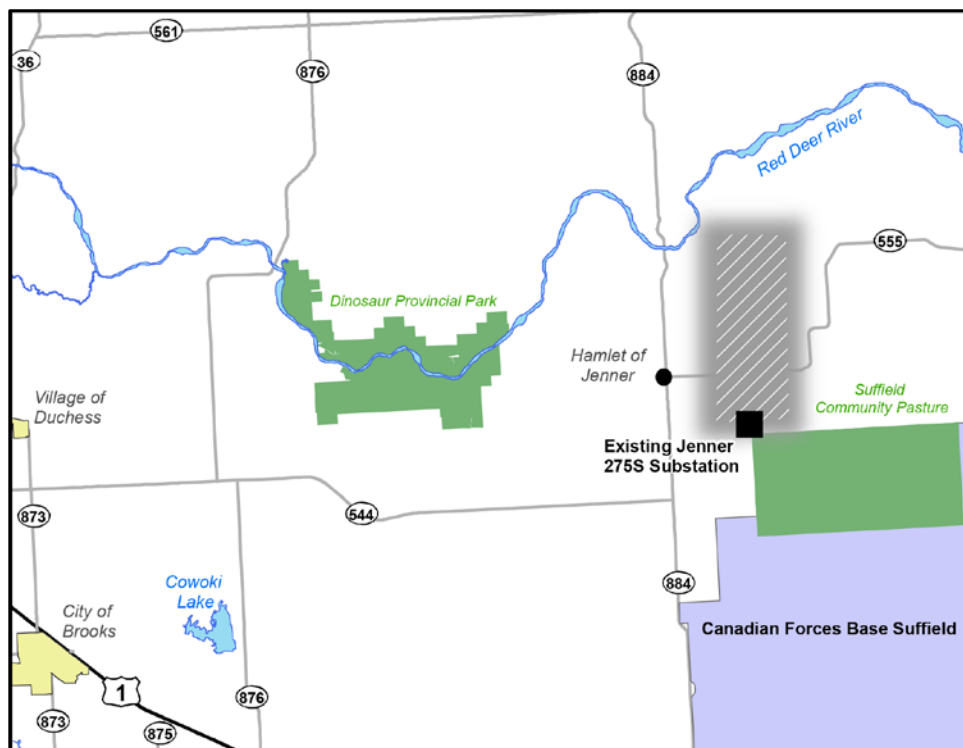 561
36
876
884
Red Deer River
555
Dinosaur Provincial Park
Hamlet of
Jenner
Suffield
Community Pasture
Village of
Duchess
Existing Jenner
275S Substation
873
544
884
Cowoki
Lake
City of
Brooks
Canadian Forces Base Suffield
1
876
873
875